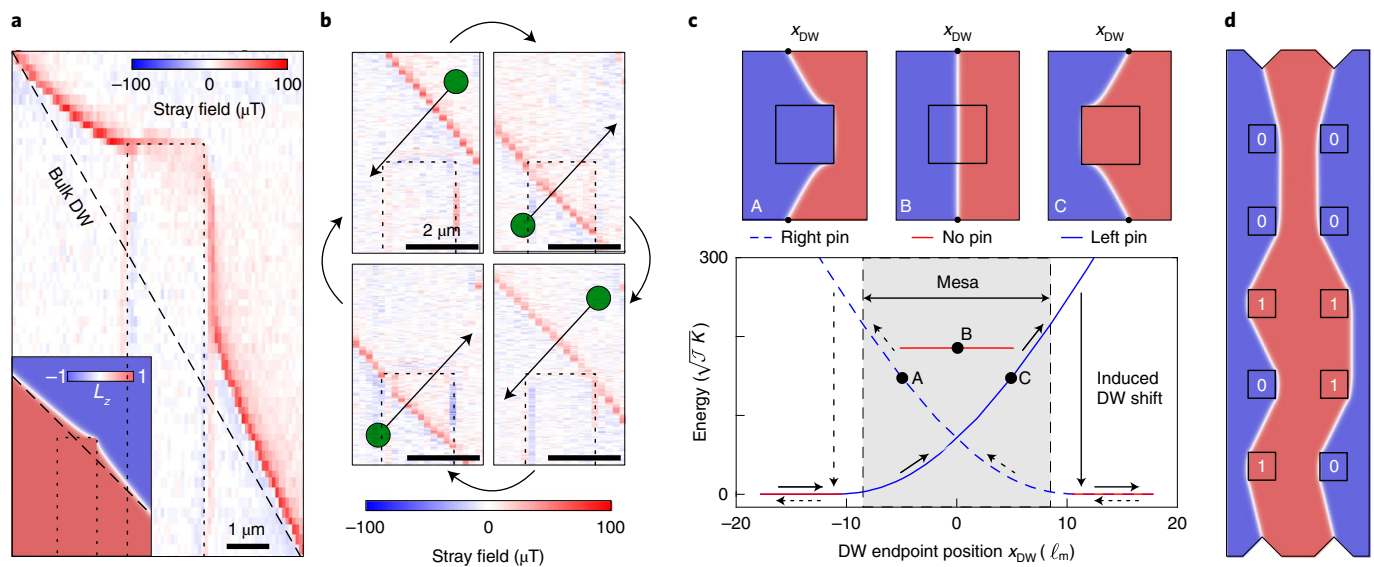 a
−100
0
100
Stray field (μT)
Bulk DW
−1
1
L_z
1 μm
b
2 μm
−100
0
100
Stray field (μT)
c
x_DW
x_DW
x_DW
A
B
C
Right pin
No pin
Left pin
300
Mesa
B
A
C
Induced
DW shift
0
Energy (√𝒥𝒦)
−20
−10
0
10
20
DW endpoint position x_DW (ℓ_m)
d
0
0
0
0
1
1
0
1
1
0